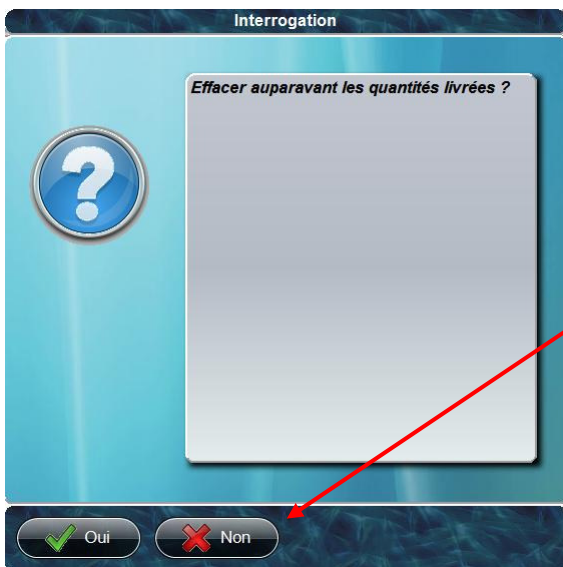 Interrogation
Effacer auparavant les quantités livrées ?
Oui
Non